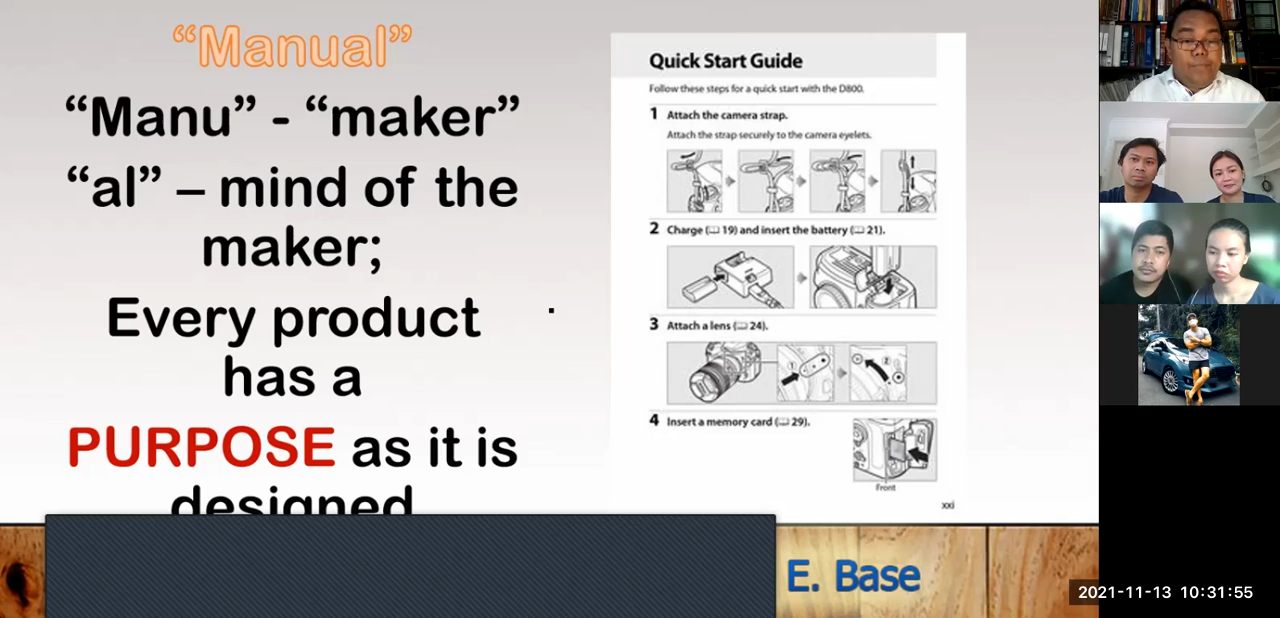 “Manual”
“Manu” - “maker”
“al” – mind of the
maker;
Every product
has a
PURPOSE as it is
designed
Quick Start Guide
Follow these steps for a quick start with the D800.
1 Attach the camera strap.
Attach the strap securely to the camera eyelets.
2 Charge (📖 19) and insert the battery (📖 21).
3 Attach a lens (📖 24).
1
2
4 Insert a memory card (📖 29).
Front
xxi
E. Base
2021-11-13 10:31:55